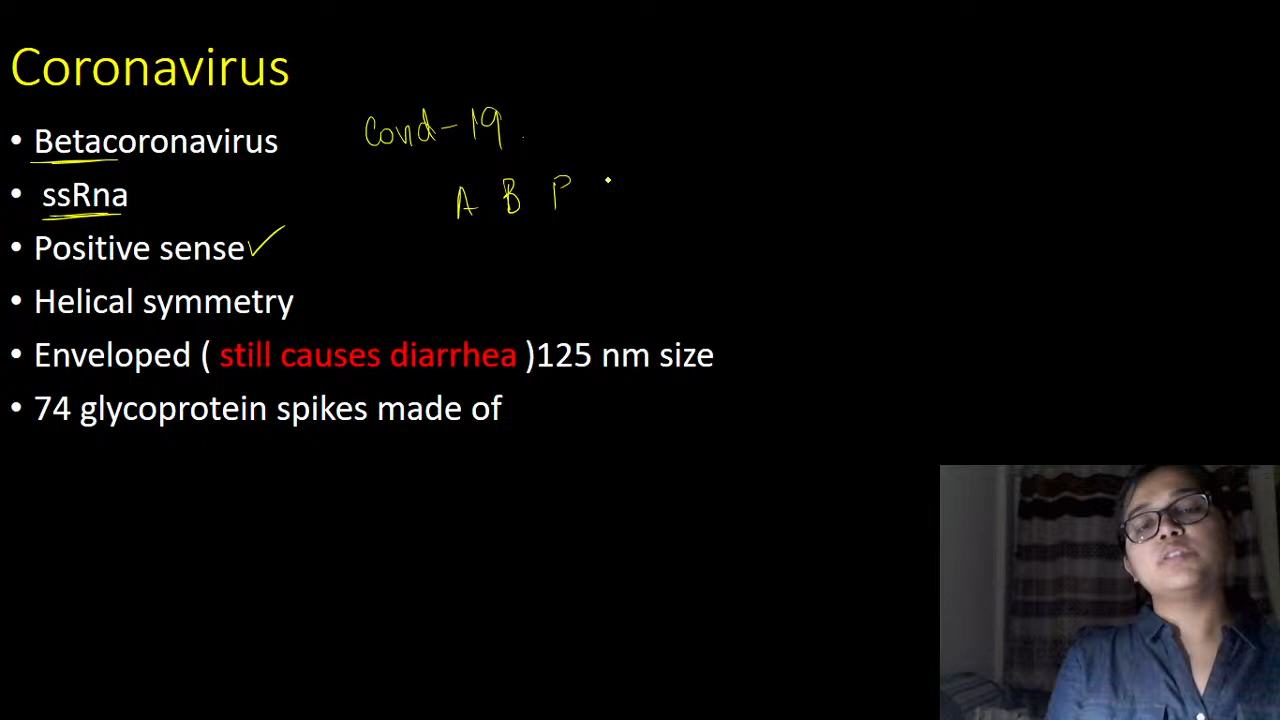 Coronavirus
• Betacoronavirus
Covid-19
• ssRna
A B P
• Positive sense
• Helical symmetry
• Enveloped ( still causes diarrhea )125 nm size
• 74 glycoprotein spikes made of